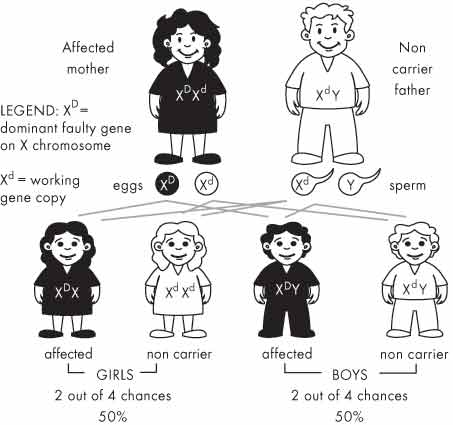 Affected
mother
Non
carrier
father
XᴰXᵈ
XᵈY
LEGEND: Xᴰ=
dominant faulty gene
on X chromosome
Xᵈ=working
gene copy
eggs Xᴰ Xᵈ Xᵈ Y sperm
XᴰX XᵈXᵈ XᴰY XᵈY
affected non carrier affected non carrier
GIRLS BOYS
2 out of 4 chances 2 out of 4 chances
50% 50%